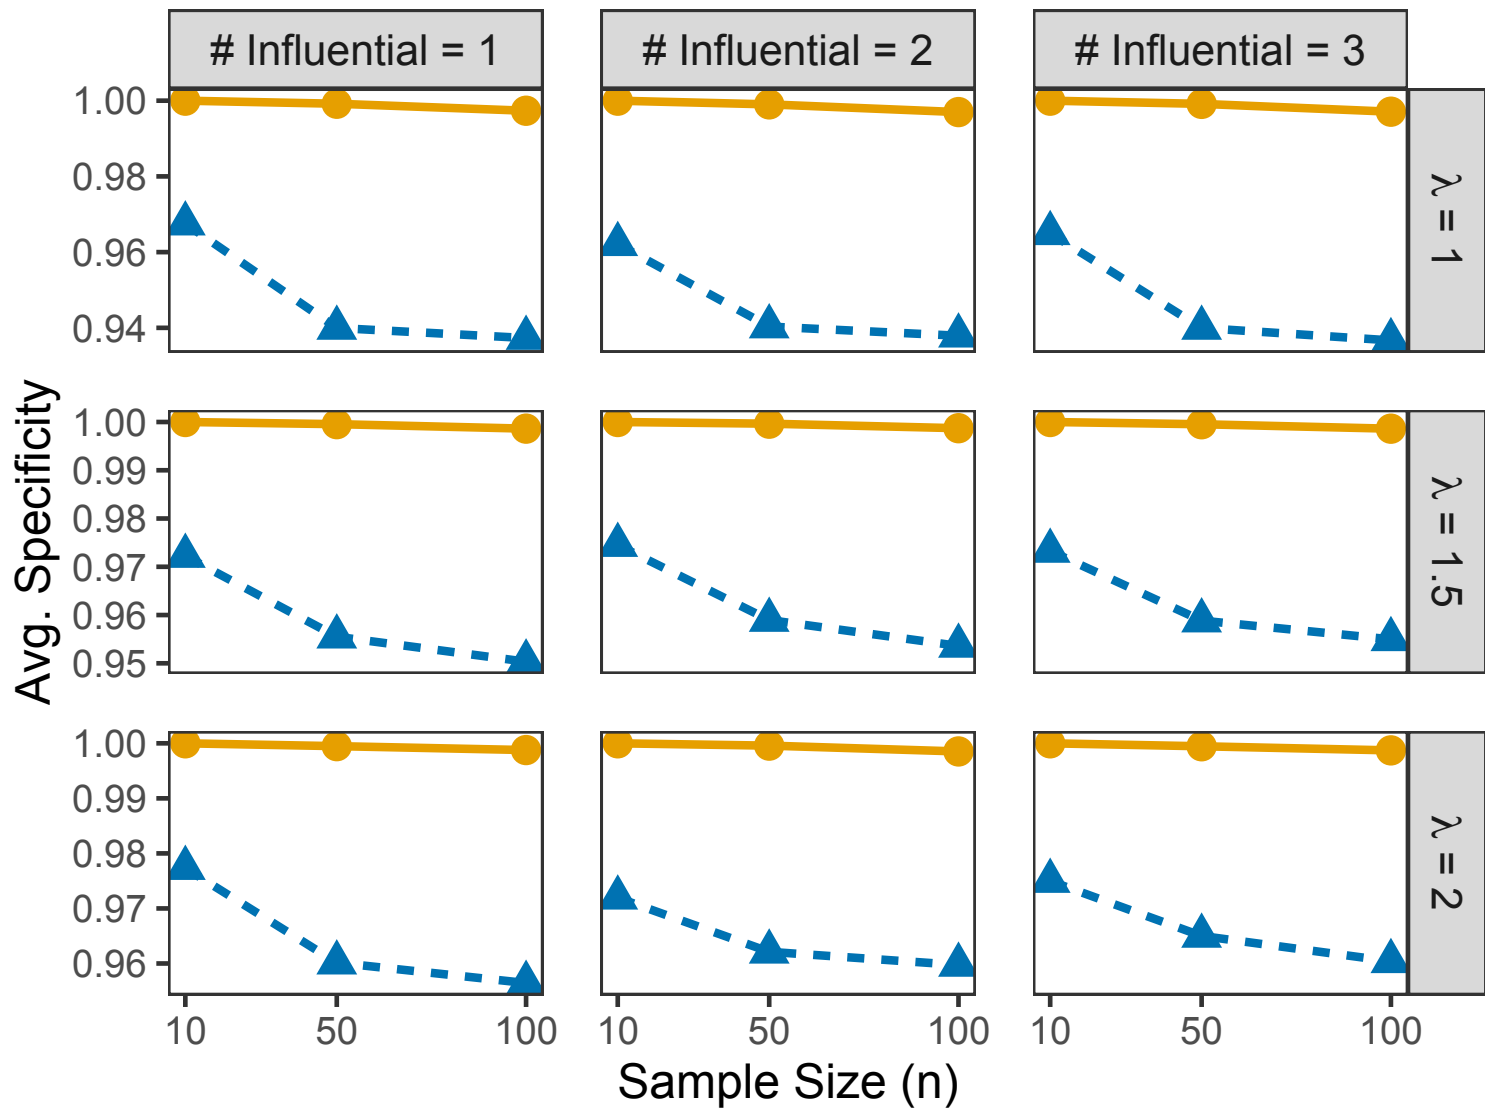 # Influential = 1
# Influential = 2
# Influential = 3
1.00
0.98
0.96
0.94
λ = 1
Avg. Specificity
1.00
0.99
0.98
0.97
0.96
0.95
λ = 1.5
1.00
0.99
0.98
0.97
0.96
λ = 2
10 50 100
10 50 100
10 50 100
Sample Size (n)